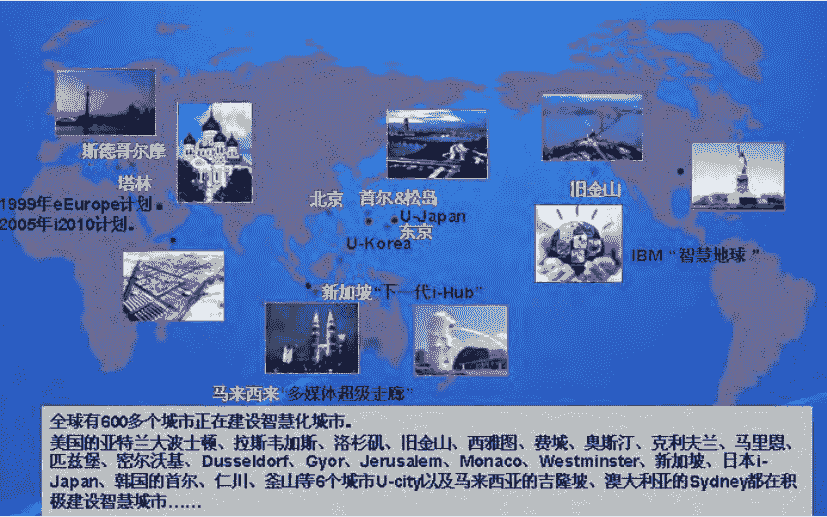 斯德哥尔摩
塔林
1999年eEurope计划
2005年i2010计划。
北京
首尔&松岛
U-Japan
东京
U-Korea
旧金山
IBM“智慧地球”
新加坡“下一代i-Hub”
马来西来“多媒体超级走廊”
全球有600多个城市正在建设智慧化城市。
美国的亚特兰大波士顿、拉斯韦加斯、洛杉矶、旧金山、西雅图、费城、奥斯汀、克利夫兰、马里恩、
匹兹堡、密尔沃基、Dusseldorf、Gyor、Jerusalem、Monaco、Westminster、新加坡、日本i-
Japan、韩国的首尔、仁川、釜山等6个城市U-city以及马来西亚的吉隆坡、澳大利亚的Sydney都在积
极建设智慧城市……